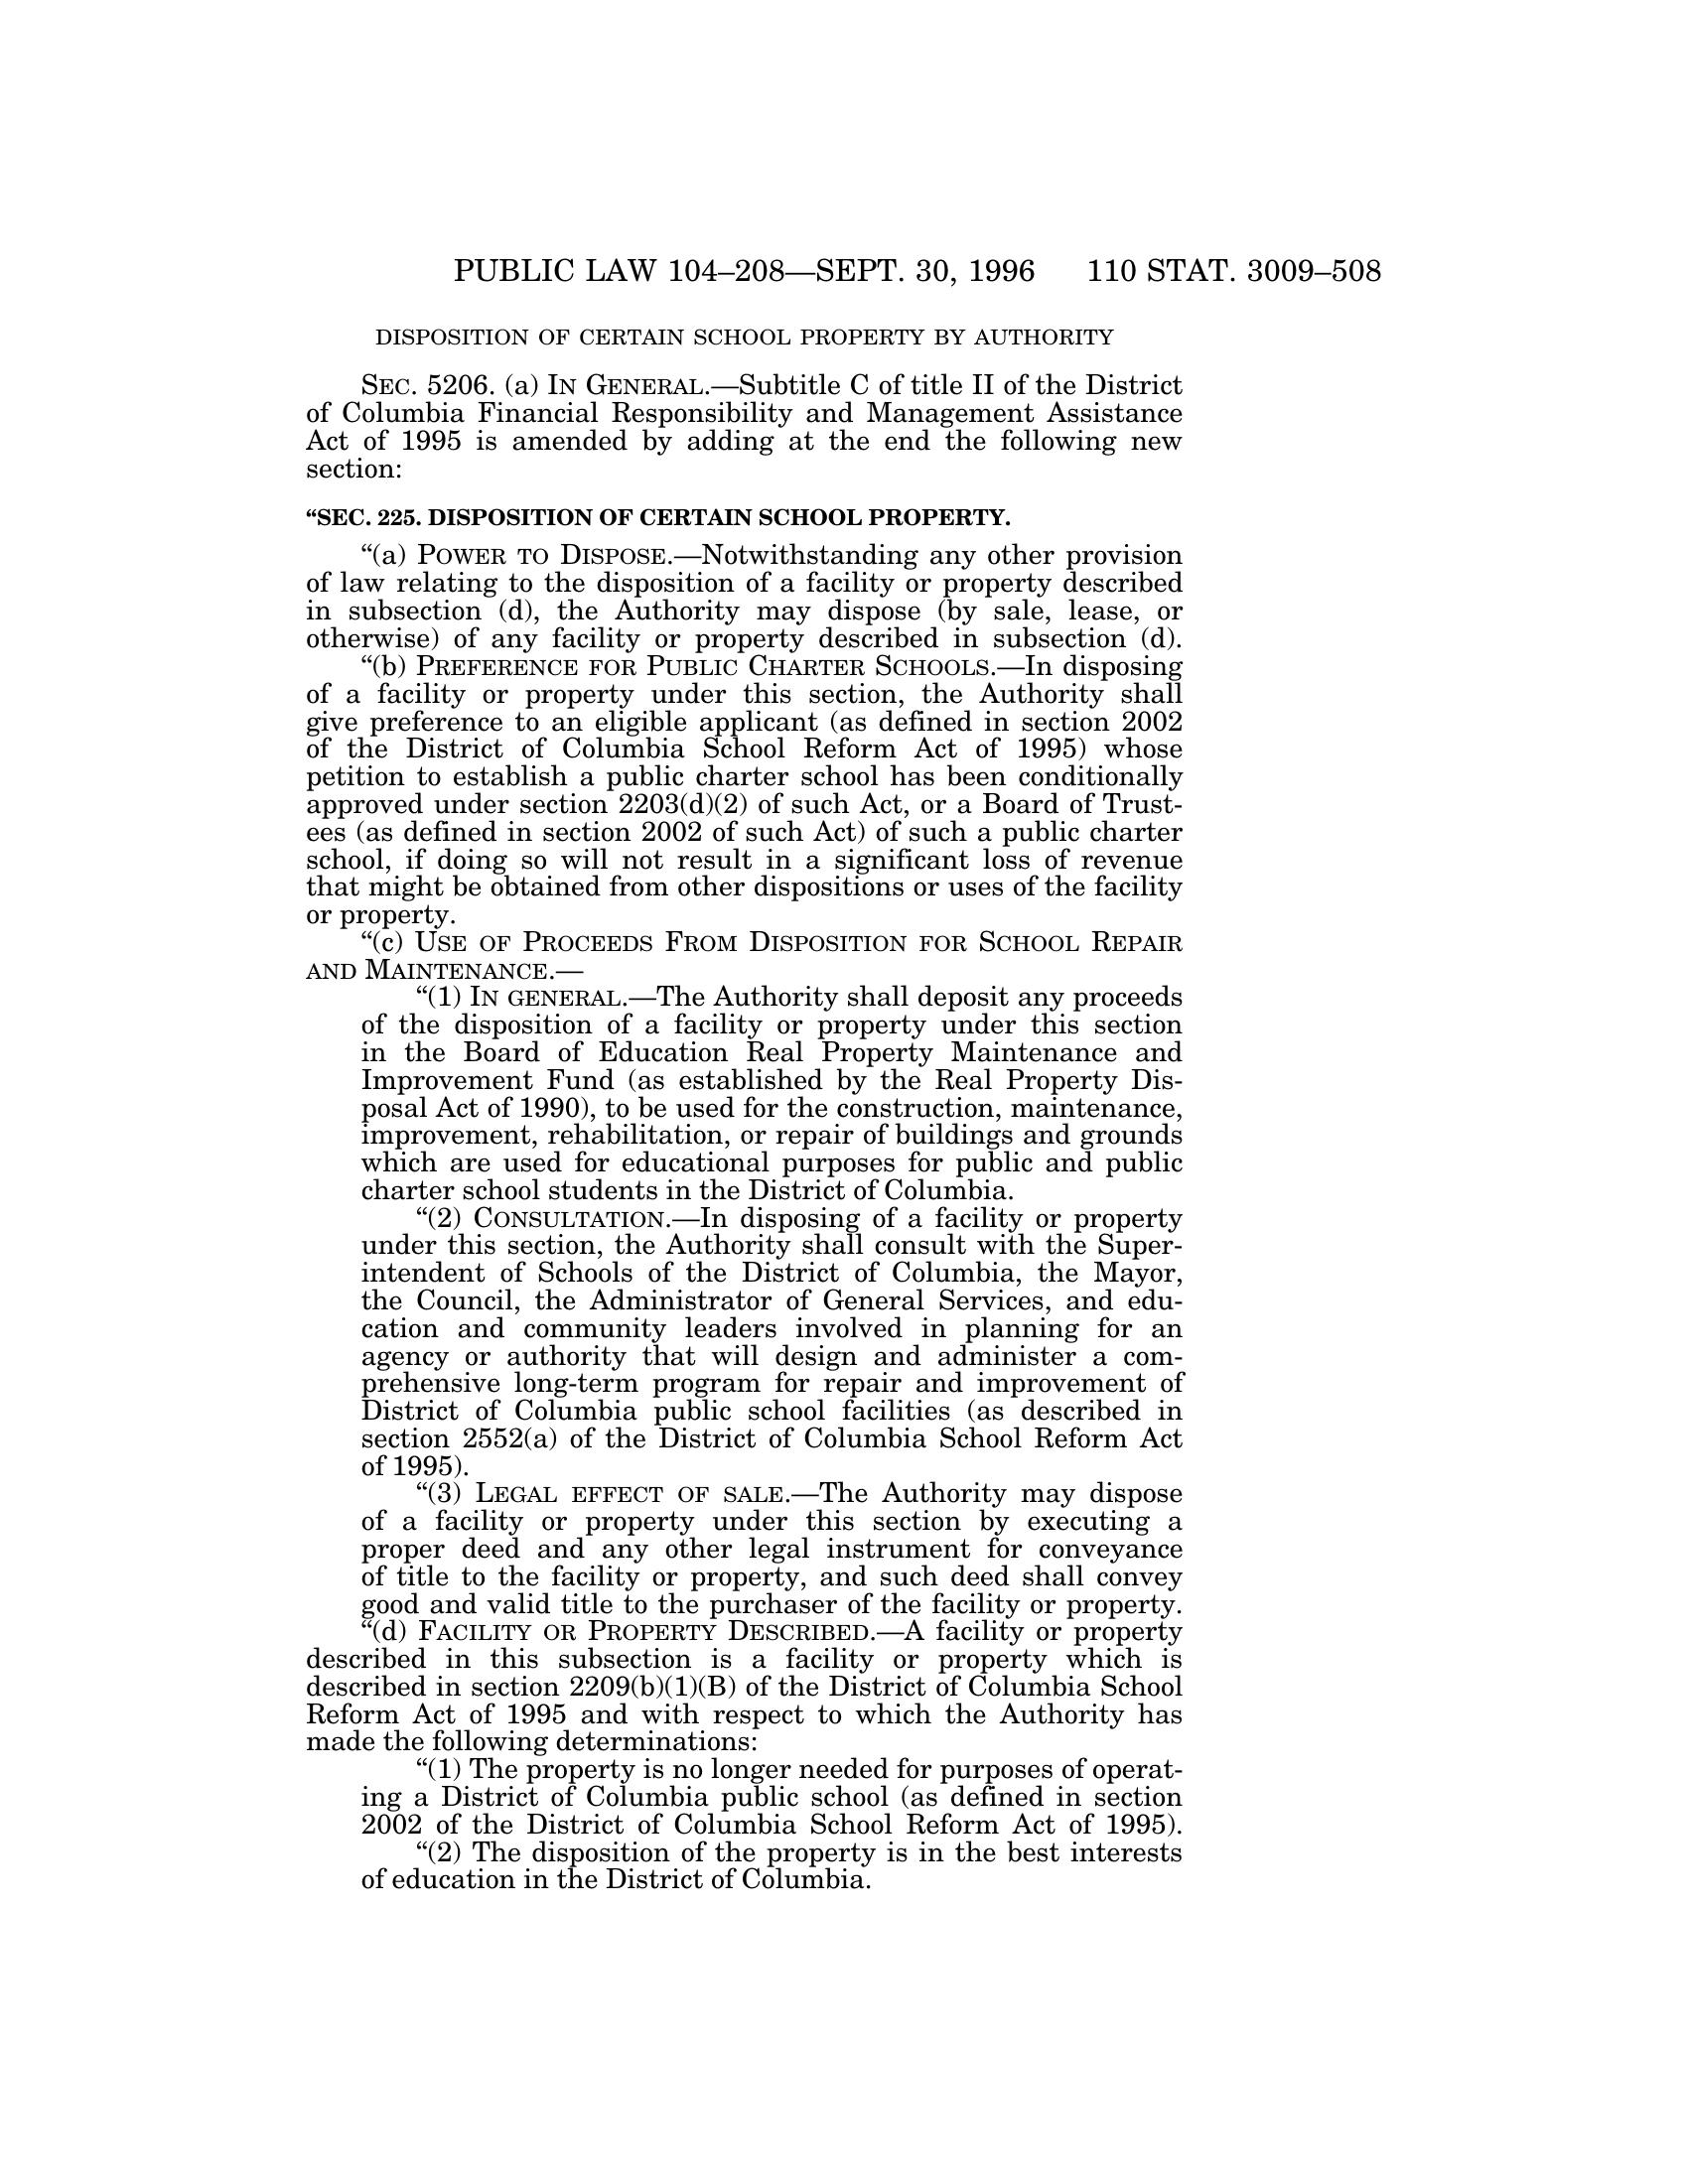 PUBLIC LAW 104–208—SEPT. 30, 1996 110 STAT. 3009–508
DISPOSITION OF CERTAIN SCHOOL PROPERTY BY AUTHORITY
SEC. 5206. (a) IN GENERAL.—Subtitle C of title II of the District
of Columbia Financial Responsibility and Management Assistance
Act of 1995 is amended by adding at the end the following new
section:
“SEC. 225. DISPOSITION OF CERTAIN SCHOOL PROPERTY.
“(a) POWER TO DISPOSE.—Notwithstanding any other provision
of law relating to the disposition of a facility or property described
in subsection (d), the Authority may dispose (by sale, lease, or
otherwise) of any facility or property described in subsection (d).
“(b) PREFERENCE FOR PUBLIC CHARTER SCHOOLS.—In disposing
of a facility or property under this section, the Authority shall
give preference to an eligible applicant (as defined in section 2002
of the District of Columbia School Reform Act of 1995) whose
petition to establish a public charter school has been conditionally
approved under section 2203(d)(2) of such Act, or a Board of Trust-
ees (as defined in section 2002 of such Act) of such a public charter
school, if doing so will not result in a significant loss of revenue
that might be obtained from other dispositions or uses of the facility
or property.
“(c) USE OF PROCEEDS FROM DISPOSITION FOR SCHOOL REPAIR
AND MAINTENANCE.—
“(1) IN GENERAL.—The Authority shall deposit any proceeds
of the disposition of a facility or property under this section
in the Board of Education Real Property Maintenance and
Improvement Fund (as established by the Real Property Dis-
posal Act of 1990), to be used for the construction, maintenance,
improvement, rehabilitation, or repair of buildings and grounds
which are used for educational purposes for public and public
charter school students in the District of Columbia.
“(2) CONSULTATION.—In disposing of a facility or property
under this section, the Authority shall consult with the Super-
intendent of Schools of the District of Columbia, the Mayor,
the Council, the Administrator of General Services, and edu-
cation and community leaders involved in planning for an
agency or authority that will design and administer a com-
prehensive long-term program for repair and improvement of
District of Columbia public school facilities (as described in
section 2552(a) of the District of Columbia School Reform Act
of 1995).
“(3) LEGAL EFFECT OF SALE.—The Authority may dispose
of a facility or property under this section by executing a
proper deed and any other legal instrument for conveyance
of title to the facility or property, and such deed shall convey
good and valid title to the purchaser of the facility or property.
“(d) FACILITY OR PROPERTY DESCRIBED.—A facility or property
described in this subsection is a facility or property which is
described in section 2209(b)(1)(B) of the District of Columbia School
Reform Act of 1995 and with respect to which the Authority has
made the following determinations:
“(1) The property is no longer needed for purposes of operat-
ing a District of Columbia public school (as defined in section
2002 of the District of Columbia School Reform Act of 1995).
“(2) The disposition of the property is in the best interests
of education in the District of Columbia.